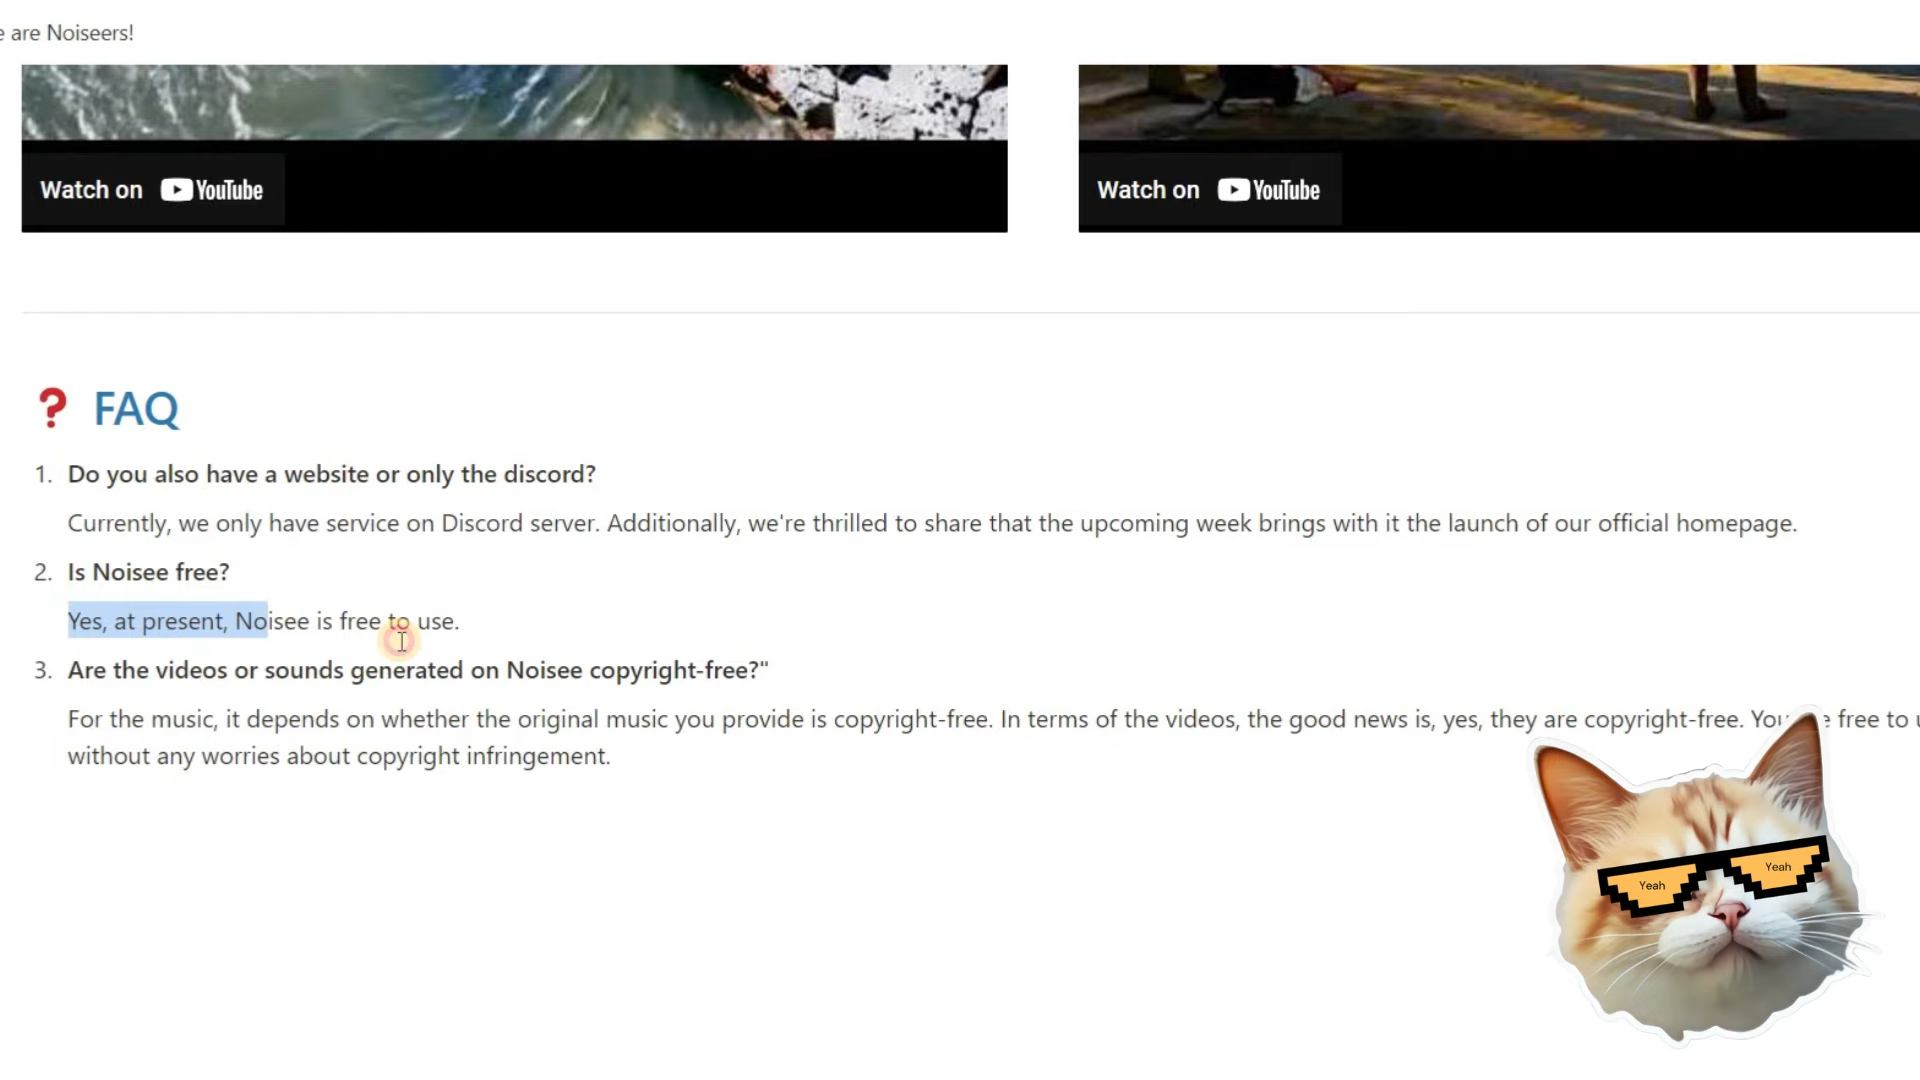 e are Noiseers!
Watch on YouTube
Watch on YouTube
? FAQ
1. Do you also have a website or only the discord?
Currently, we only have service on Discord server. Additionally, we're thrilled to share that the upcoming week brings with it the launch of our official homepage.
2. Is Noisee free?
Yes, at present, Noisee is free to use.
3. Are the videos or sounds generated on Noisee copyright-free?"
For the music, it depends on whether the original music you provide is copyright-free. In terms of the videos, the good news is, yes, they are copyright-free. You free to
without any worries about copyright infringement.
Yeah
Yeah